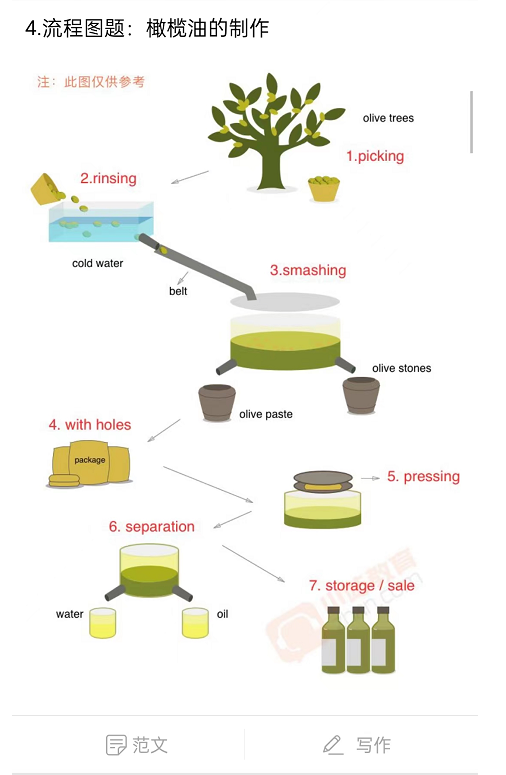 4.流程图题：橄榄油的制作
注：此图仅供参考
olive trees
1.picking
2.rinsing
cold water
belt
3.smashing
olive stones
olive paste
4. with holes
package
5. pressing
6. separation
water
oil
7. storage / sale
范文
写作